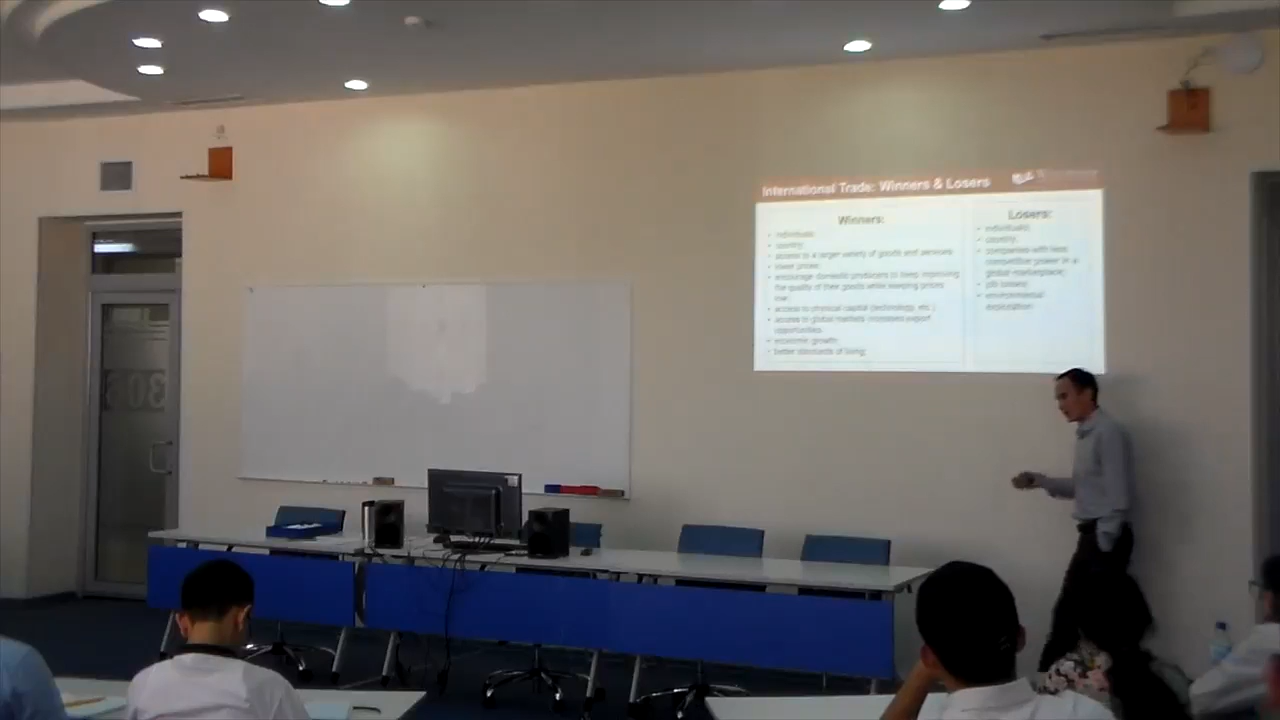 International Trade: Winners & Losers
Winners:
• individuals;
• country;
• access to a larger variety of goods and services;
• lower prices;
• encourage domestic producers to keep improving
the quality of their goods while keeping prices
low;
• access to physical capital (technology, etc.);
• access to global markets: increased export
opportunities;
• economic growth;
• better standards of living;
Losers:
• individuals;
• country;
• companies with less
competitive power in a
global marketplace;
• job losses;
• environmental
exploitation;